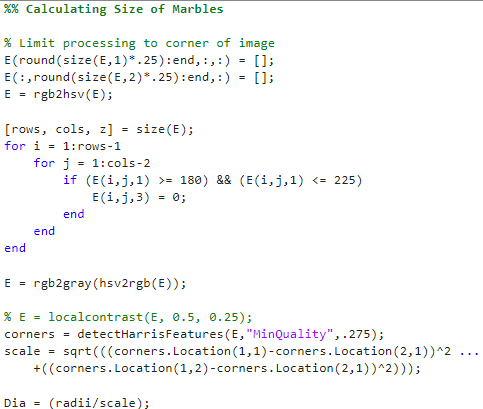 %% Calculating Size of Marbles
% Limit processing to corner of image
E(round(size(E,1)*.25):end,:,:) = [];
E(:,round(size(E,2)*.25):end,:) = [];
E = rgb2hsv(E);
[rows, cols, z] = size(E);
for i = 1:rows-1
for j = 1:cols-2
if (E(i,j,1) >= 180) && (E(i,j,1) <= 225)
E(i,j,3) = 0;
end
end
end
E = rgb2gray(hsv2rgb(E));
% E = localcontrast(E, 0.5, 0.25);
corners = detectHarrisFeatures(E,"MinQuality",.275);
scale = sqrt(((corners.Location(1,1)-corners.Location(2,1))^2 ...
+((corners.Location(1,2)-corners.Location(2,1))^2)));
Dia = (radii/scale);